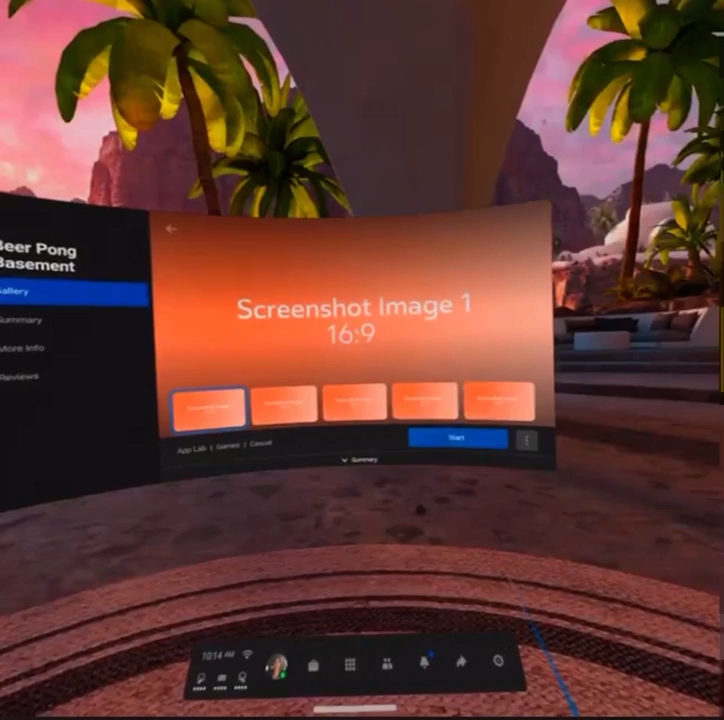 Beer Pong
Basement
Gallery
Summary
More Info
Reviews
Screenshot Image 1
16:9
App Lab | Games | Casual
Start
Summary
10:14 AM